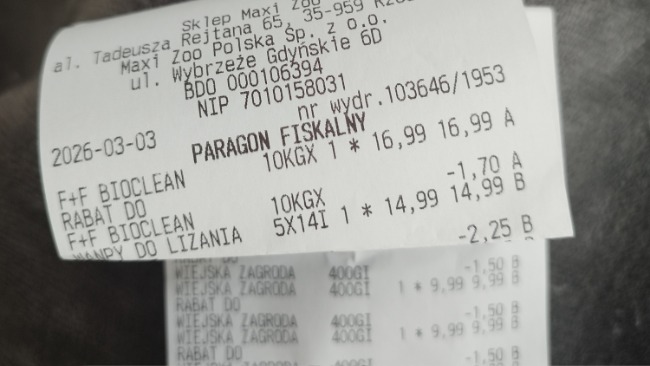 Sklep Maxi Zoo
al. Tadeusza Rejtana 65, 35-959
Maxi Zoo Polska Sp. z o.o.
ul. Wybrzeże Gdyńskie 6D
BDO 000106394
NIP 7010158031
nr wydr.103646/1953
2026-03-03
PARAGON FISKALNY
F+F BIOCLEAN 10KGX 1 * 16,99 16,99 A
RABAT DO -1,70 A
F+F BIOCLEAN 10KGX
DO LIZANIA 5X14I 1 * 14,99 14,99 B
-2,25 B
RABAT DO
WIEJSKA ZAGRODA 400GI -1,50 B
WIEJSKA ZAGRODA 400GI 1 * 9,99 9,99 B
RABAT DO
WIEJSKA ZAGRODA 400GI -1,50 B
WIEJSKA ZAGRODA 400GI 1 * 9,99 9,99 B
RABAT DO -1,50 B